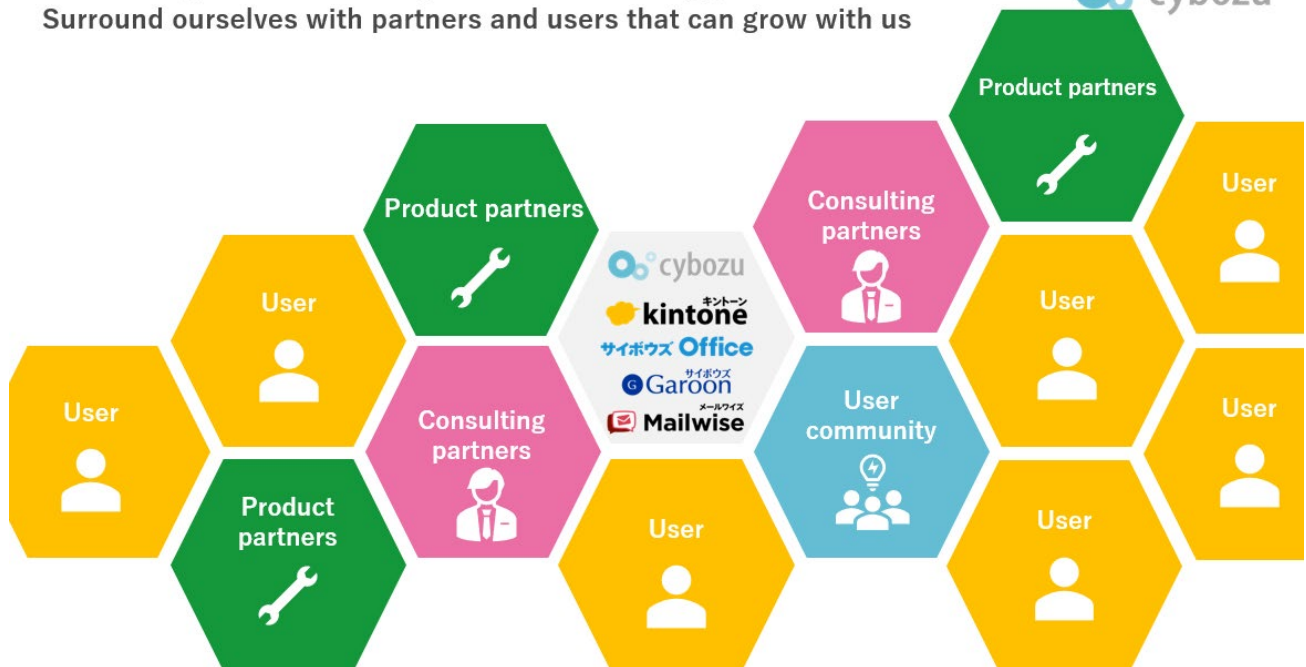 Surround ourselves with partners and users that can grow with us
cybozu
Product partners
Product partners
Consulting
partners
User
User
User
User
Consulting
partners
Product
partners
cybozu
キントーン
kintone
サイボウズ Office
サイボウズ
G Garoon
メールワイズ
Mailwise
User
community
User
User
User